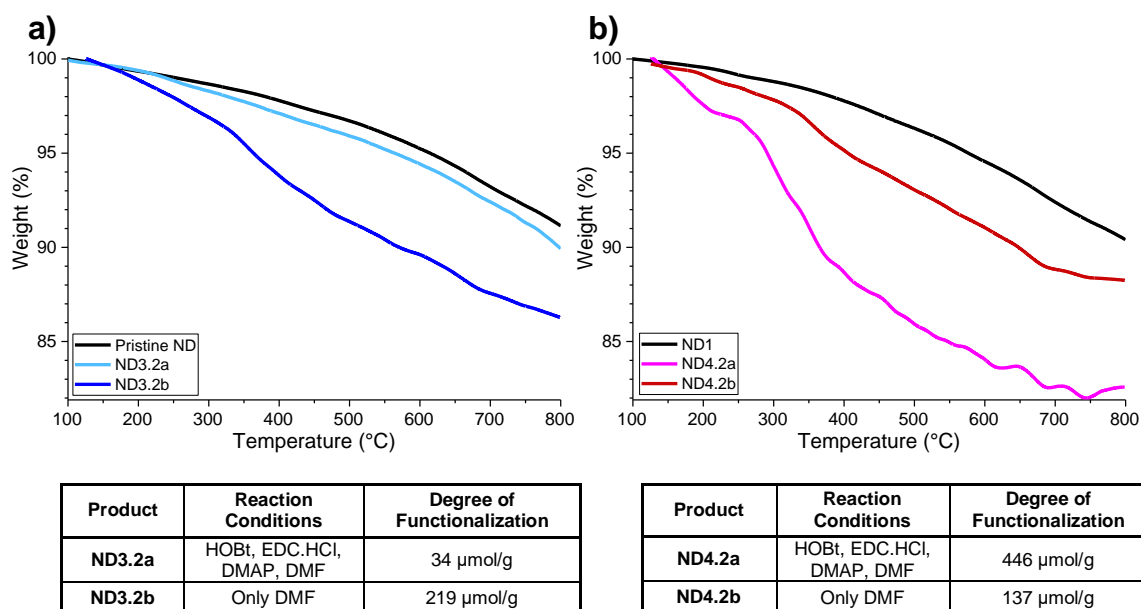 a)
100
95
90
85
Weight (%)
Pristine ND
ND3.2a
ND3.2b
100 200 300 400 500 600 700 800
Temperature (°C)
b)
100
95
90
85
Weight (%)
ND1
ND4.2a
ND4.2b
100 200 300 400 500 600 700 800
Temperature (°C)
Product Reaction Conditions Degree of Functionalization
ND3.2a HOBt, EDC.HCl, DMAP, DMF 34 µmol/g
ND3.2b Only DMF 219 µmol/g
Product Reaction Conditions Degree of Functionalization
ND4.2a HOBt, EDC.HCl, DMAP, DMF 446 µmol/g
ND4.2b Only DMF 137 µmol/g